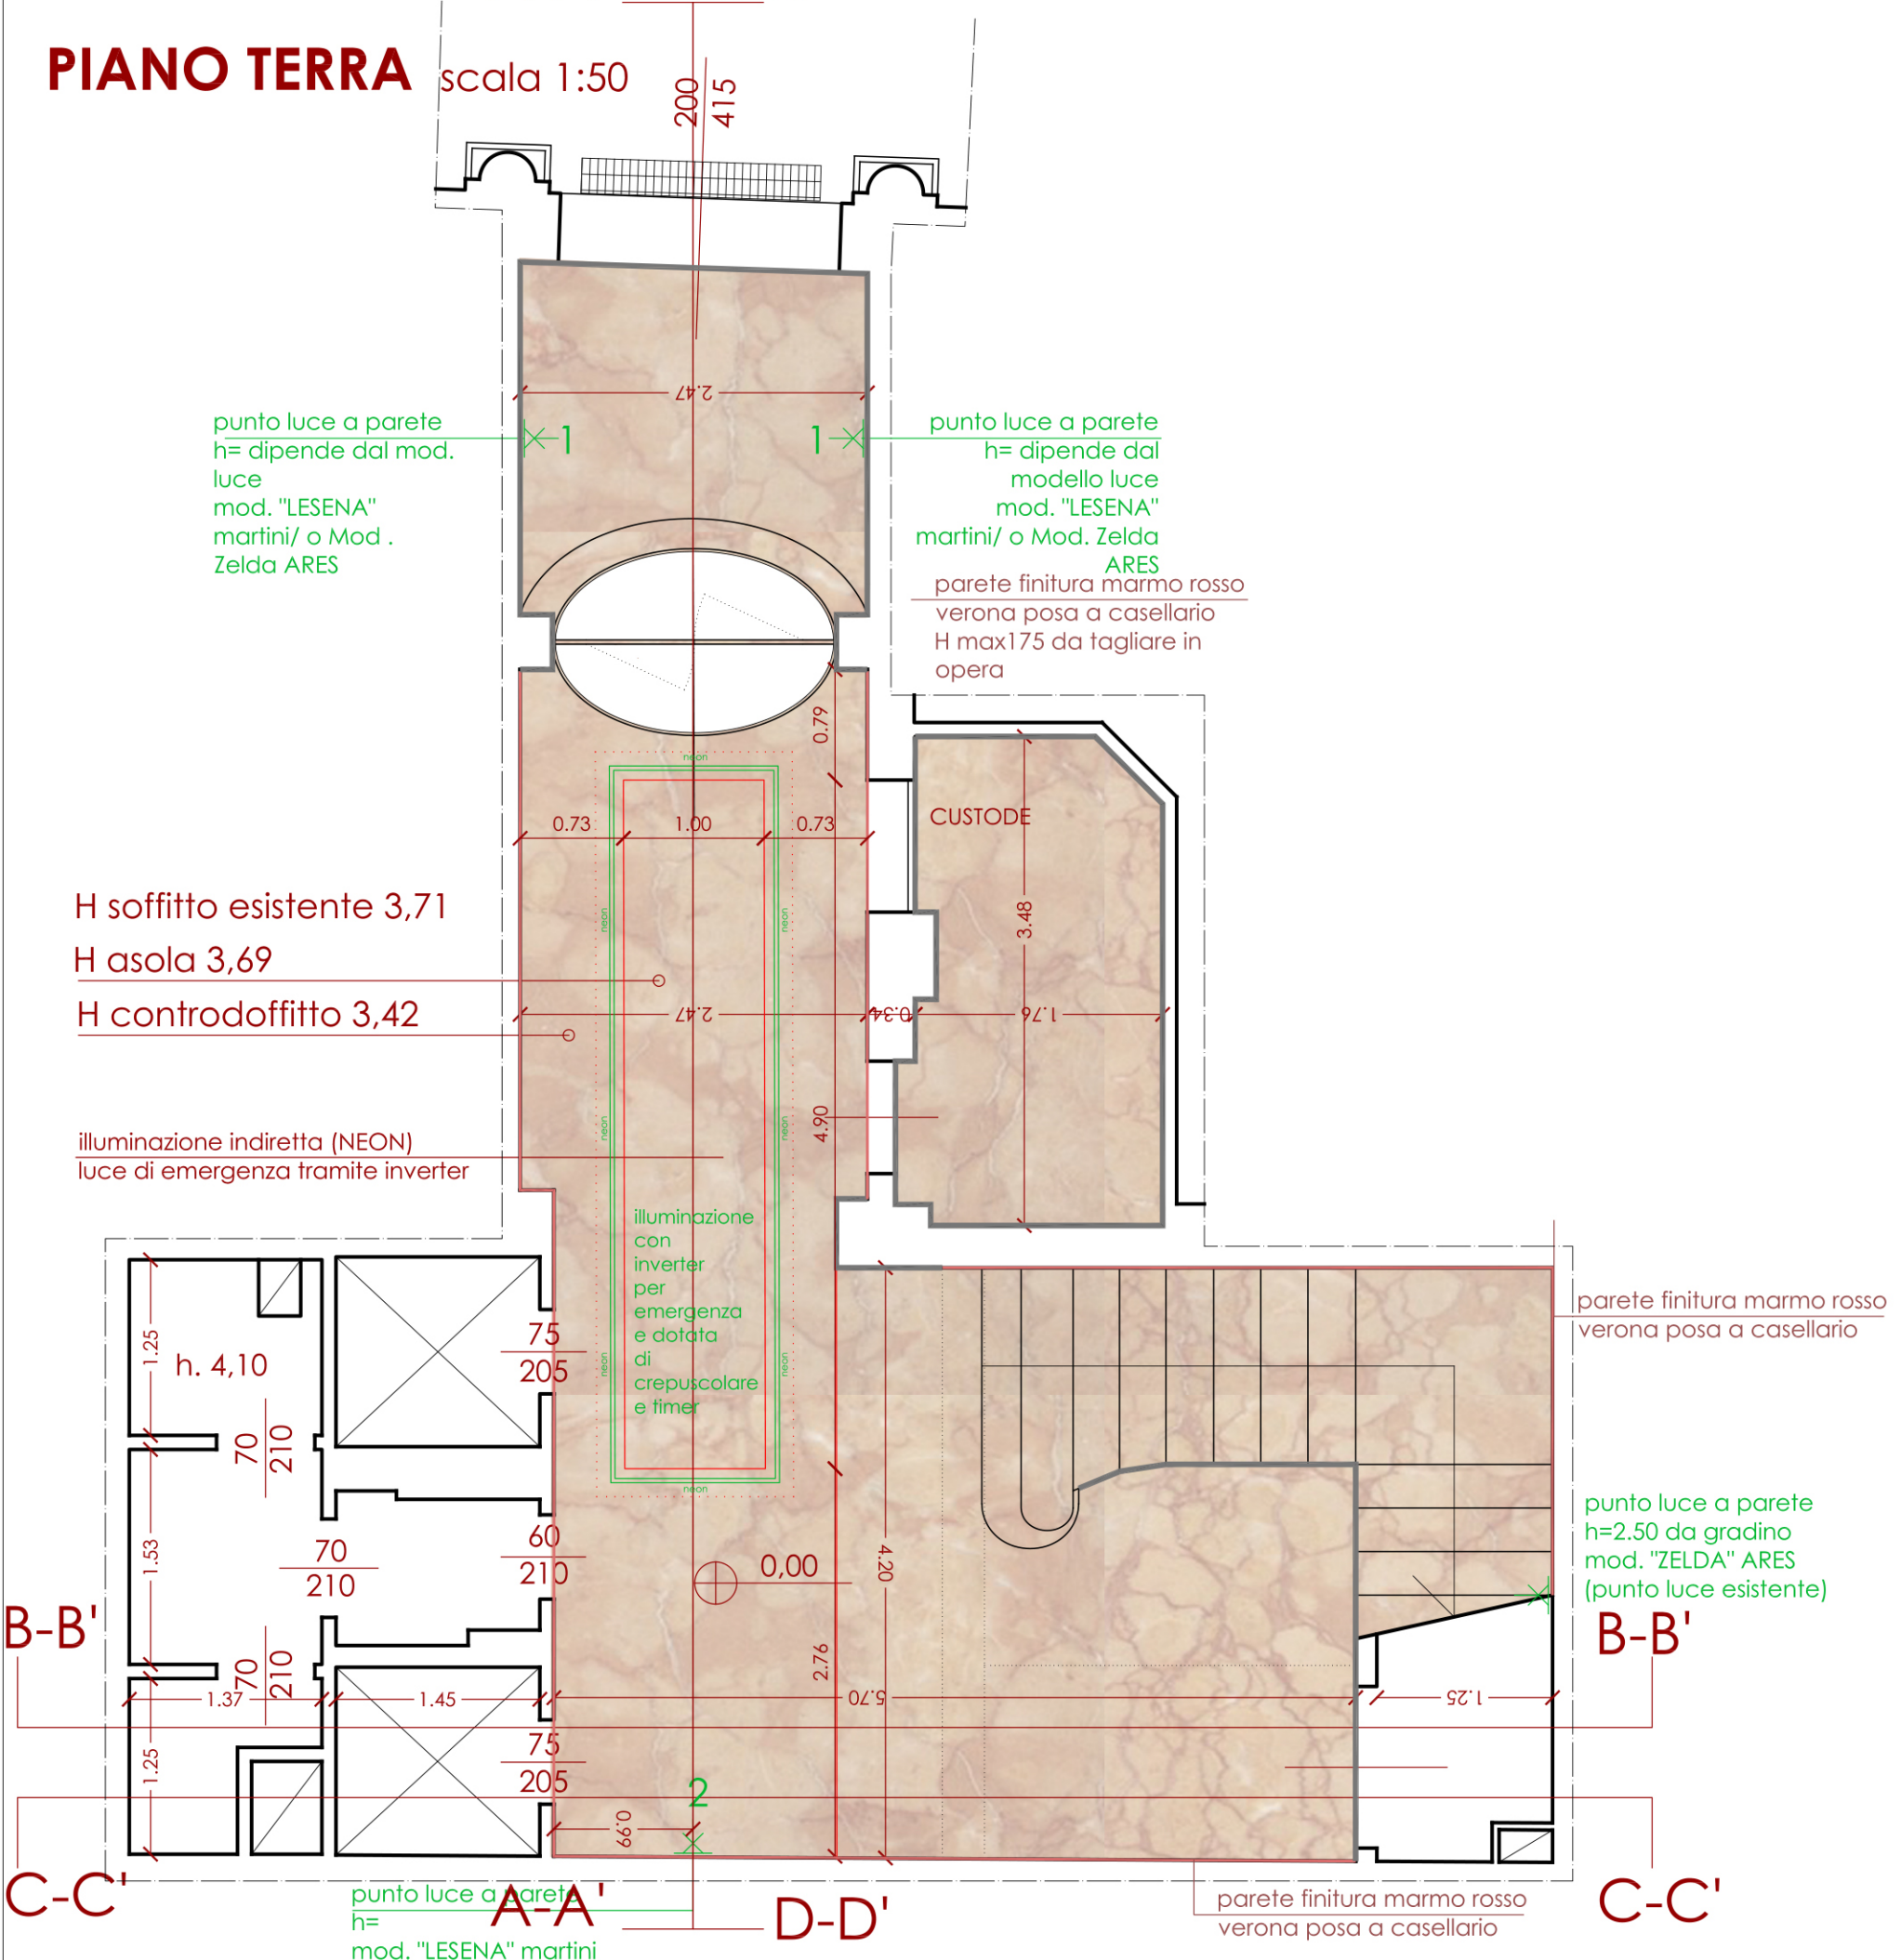 PIANO TERRA scala 1:50
200
415
2.47
punto luce a parete
h= dipende dal mod.
luce
mod. "LESENA"
martini/ o Mod .
Zelda ARES
1
1
punto luce a parete
h= dipende dal
modello luce
mod. "LESENA"
martini/ o Mod. Zelda
ARES
parete finitura marmo rosso
verona posa a casellario
H max175 da tagliare in
opera
0.79
neon
0.73
1.00
0.73
CUSTODE
H soffitto esistente 3,71
H asola 3,69
H controdoffitto 3,42
neon
neon
3.48
2.47
0.34
1.76
4.90
neon
neon
illuminazione indiretta (NEON)
luce di emergenza tramite inverter
illuminazione
con
inverter
per
emergenza
e dotata
di
crepuscolare
e timer
neon
neon
neon
parete finitura marmo rosso
verona posa a casellario
1.25
h. 4,10
75
205
70
210
1.53
70
210
60
210
0,00
4.20
punto luce a parete
h=2.50 da gradino
mod. "ZELDA" ARES
(punto luce esistente)
B-B'
B-B'
70
210
2.76
1.37
1.45
5.70
1.25
1.25
75
205
2
0.99
C-C'
C-C'
A-A'
D-D'
punto luce a parete
h=
mod. "LESENA" martini
parete finitura marmo rosso
verona posa a casellario